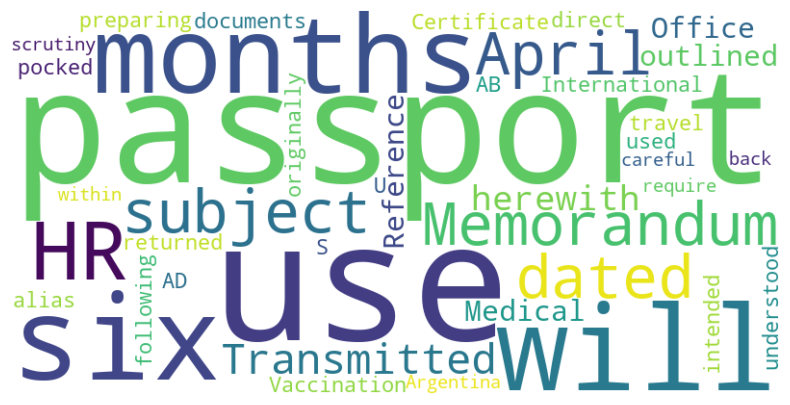 preparing documents Certificate direct Office
scrutiny months April outlined
pocked AB International
passport
originally Reference travel
used
careful back
within U herewith require
subject Memorandum
HR returned S use dated
AD following
alias six Transmitted Medical will intended understood
Vaccination Argentina